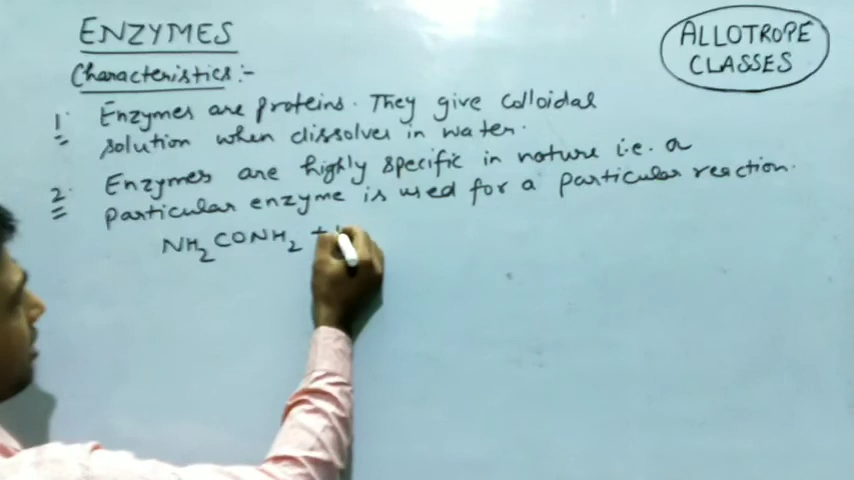 ENZYMES
ALLOTROPE
CLASSES
Characteristics:-
1. Enzymes are proteins. They give colloidal
solution when dissolves in water.
2. Enzymes are highly specific in nature i.e. a
particular enzyme is used for a particular reaction.
NH₂CONH₂ +